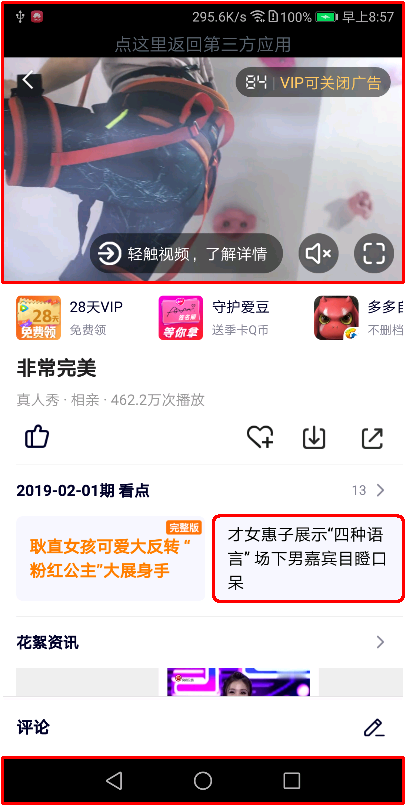 295.6K/s 100% 早上8:57
点这里返回第三方应用
84 VIP可关闭广告
轻触视频，了解详情
28天
免费领
28天VIP
免费领
等你拿
守护爱豆
送季卡Q币
多多自
不删档
非常完美
真人秀 · 相亲 · 462.2万次播放
2019-02-01期 看点
13
完整版
耿直女孩可爱大反转 “
粉红公主”大展身手
才女惠子展示“四种语
言” 场下男嘉宾目瞪口
呆
花絮资讯
评论